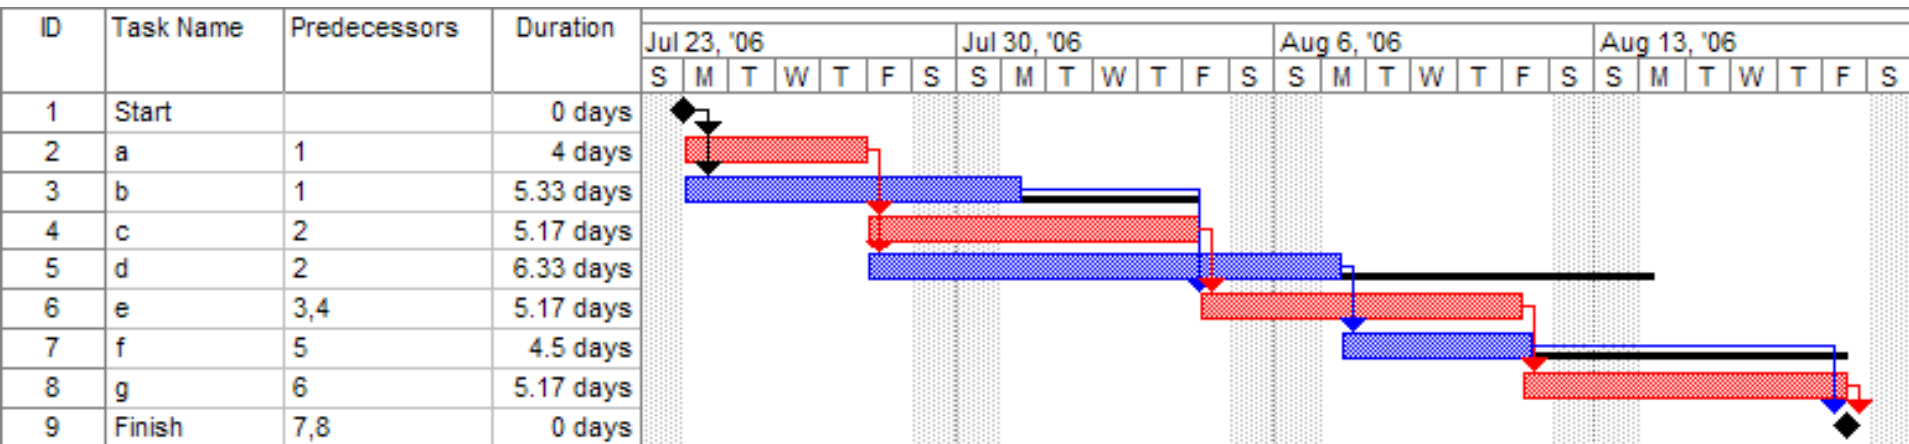 ID Task Name Predecessors Duration
Jul 23, '06 Jul 30, '06 Aug 6, '06 Aug 13, '06
S M T W T F S S M T W T F S S M T W T F S S M T W T F S
1 Start 0 days
2 a 1 4 days
3 b 1 5.33 days
4 c 2 5.17 days
5 d 2 6.33 days
6 e 3,4 5.17 days
7 f 5 4.5 days
8 g 6 5.17 days
9 Finish 7,8 0 days